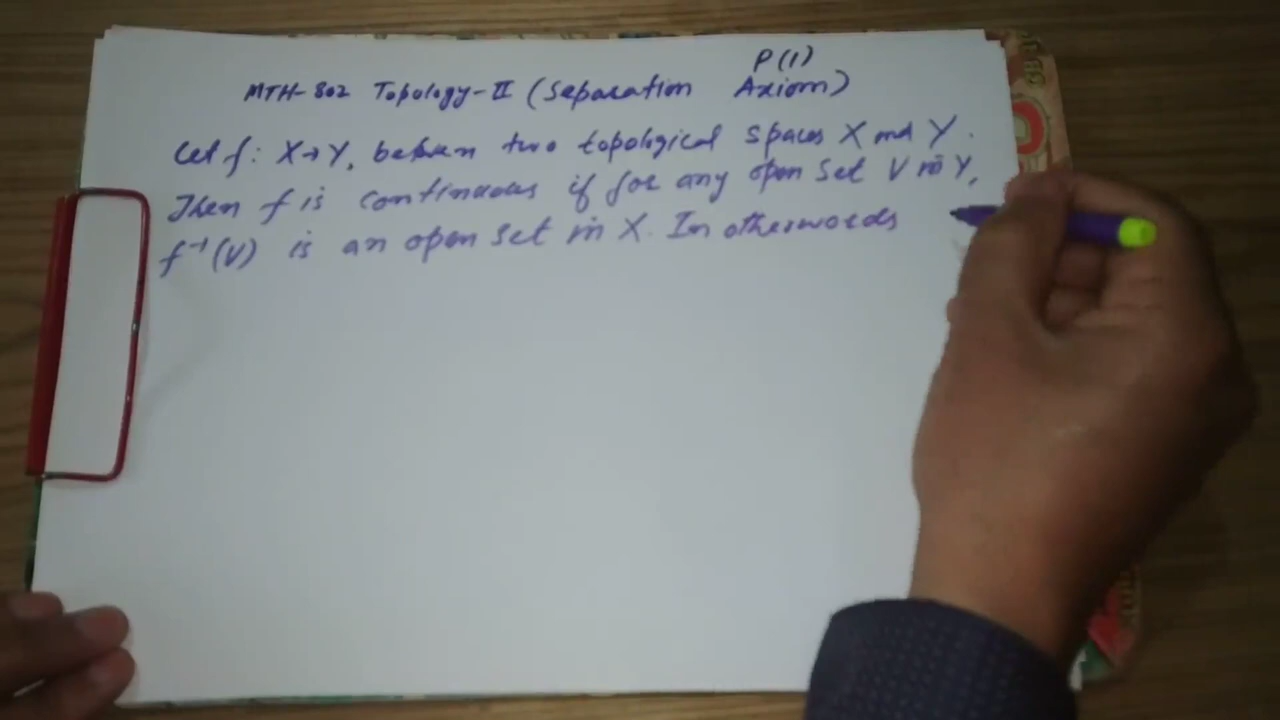 P(1)
MTH-802 Topology-II (Separation Axiom)
Let f: X→Y, between two topological spaces X and Y.
Then f is continuous if for any open set V in Y,
f⁻¹(V) is an open set in X. In otherwords